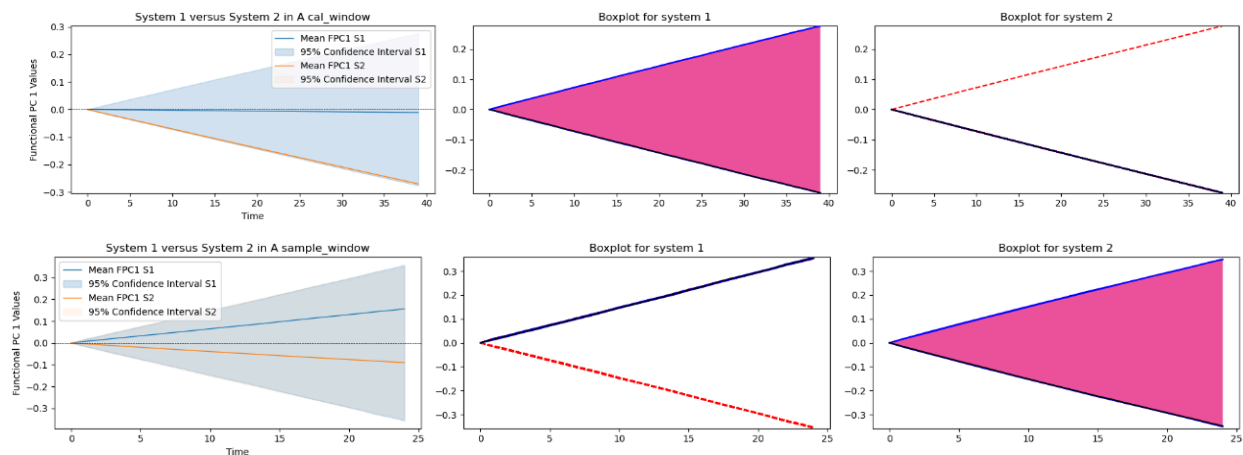 System 1 versus System 2 in A cal_window
Functional PC 1 Values
0.3
0.2
0.1
0.0
−0.1
−0.2
−0.3
Mean FPC1 S1
95% Confidence Interval S1
Mean FPC1 S2
95% Confidence Interval S2
0 5 10 15 20 25 30 35 40
Time
Boxplot for system 1
0.2
0.1
0.0
−0.1
−0.2
0 5 10 15 20 25 30 35 40
Boxplot for system 2
0.2
0.1
0.0
−0.1
−0.2
0 5 10 15 20 25 30 35 40
System 1 versus System 2 in A sample_window
Functional PC 1 Values
0.3
0.2
0.1
0.0
−0.1
−0.2
−0.3
Mean FPC1 S1
95% Confidence Interval S1
Mean FPC1 S2
95% Confidence Interval S2
0 5 10 15 20 25
Time
Boxplot for system 1
0.3
0.2
0.1
0.0
−0.1
−0.2
−0.3
0 5 10 15 20 25
Boxplot for system 2
0.3
0.2
0.1
0.0
−0.1
−0.2
−0.3
0 5 10 15 20 25